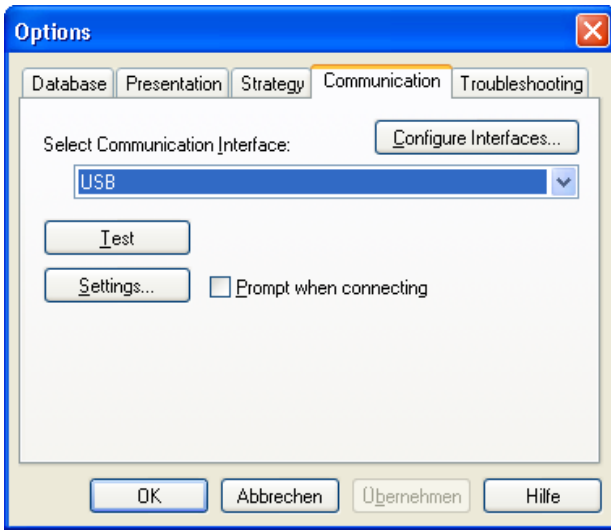 Options
Database Presentation Strategy Communication Troubleshooting
Configure Interfaces...
Select Communication Interface:
USB
Test
Settings... Prompt when connecting
OK Abbrechen Übernehmen Hilfe